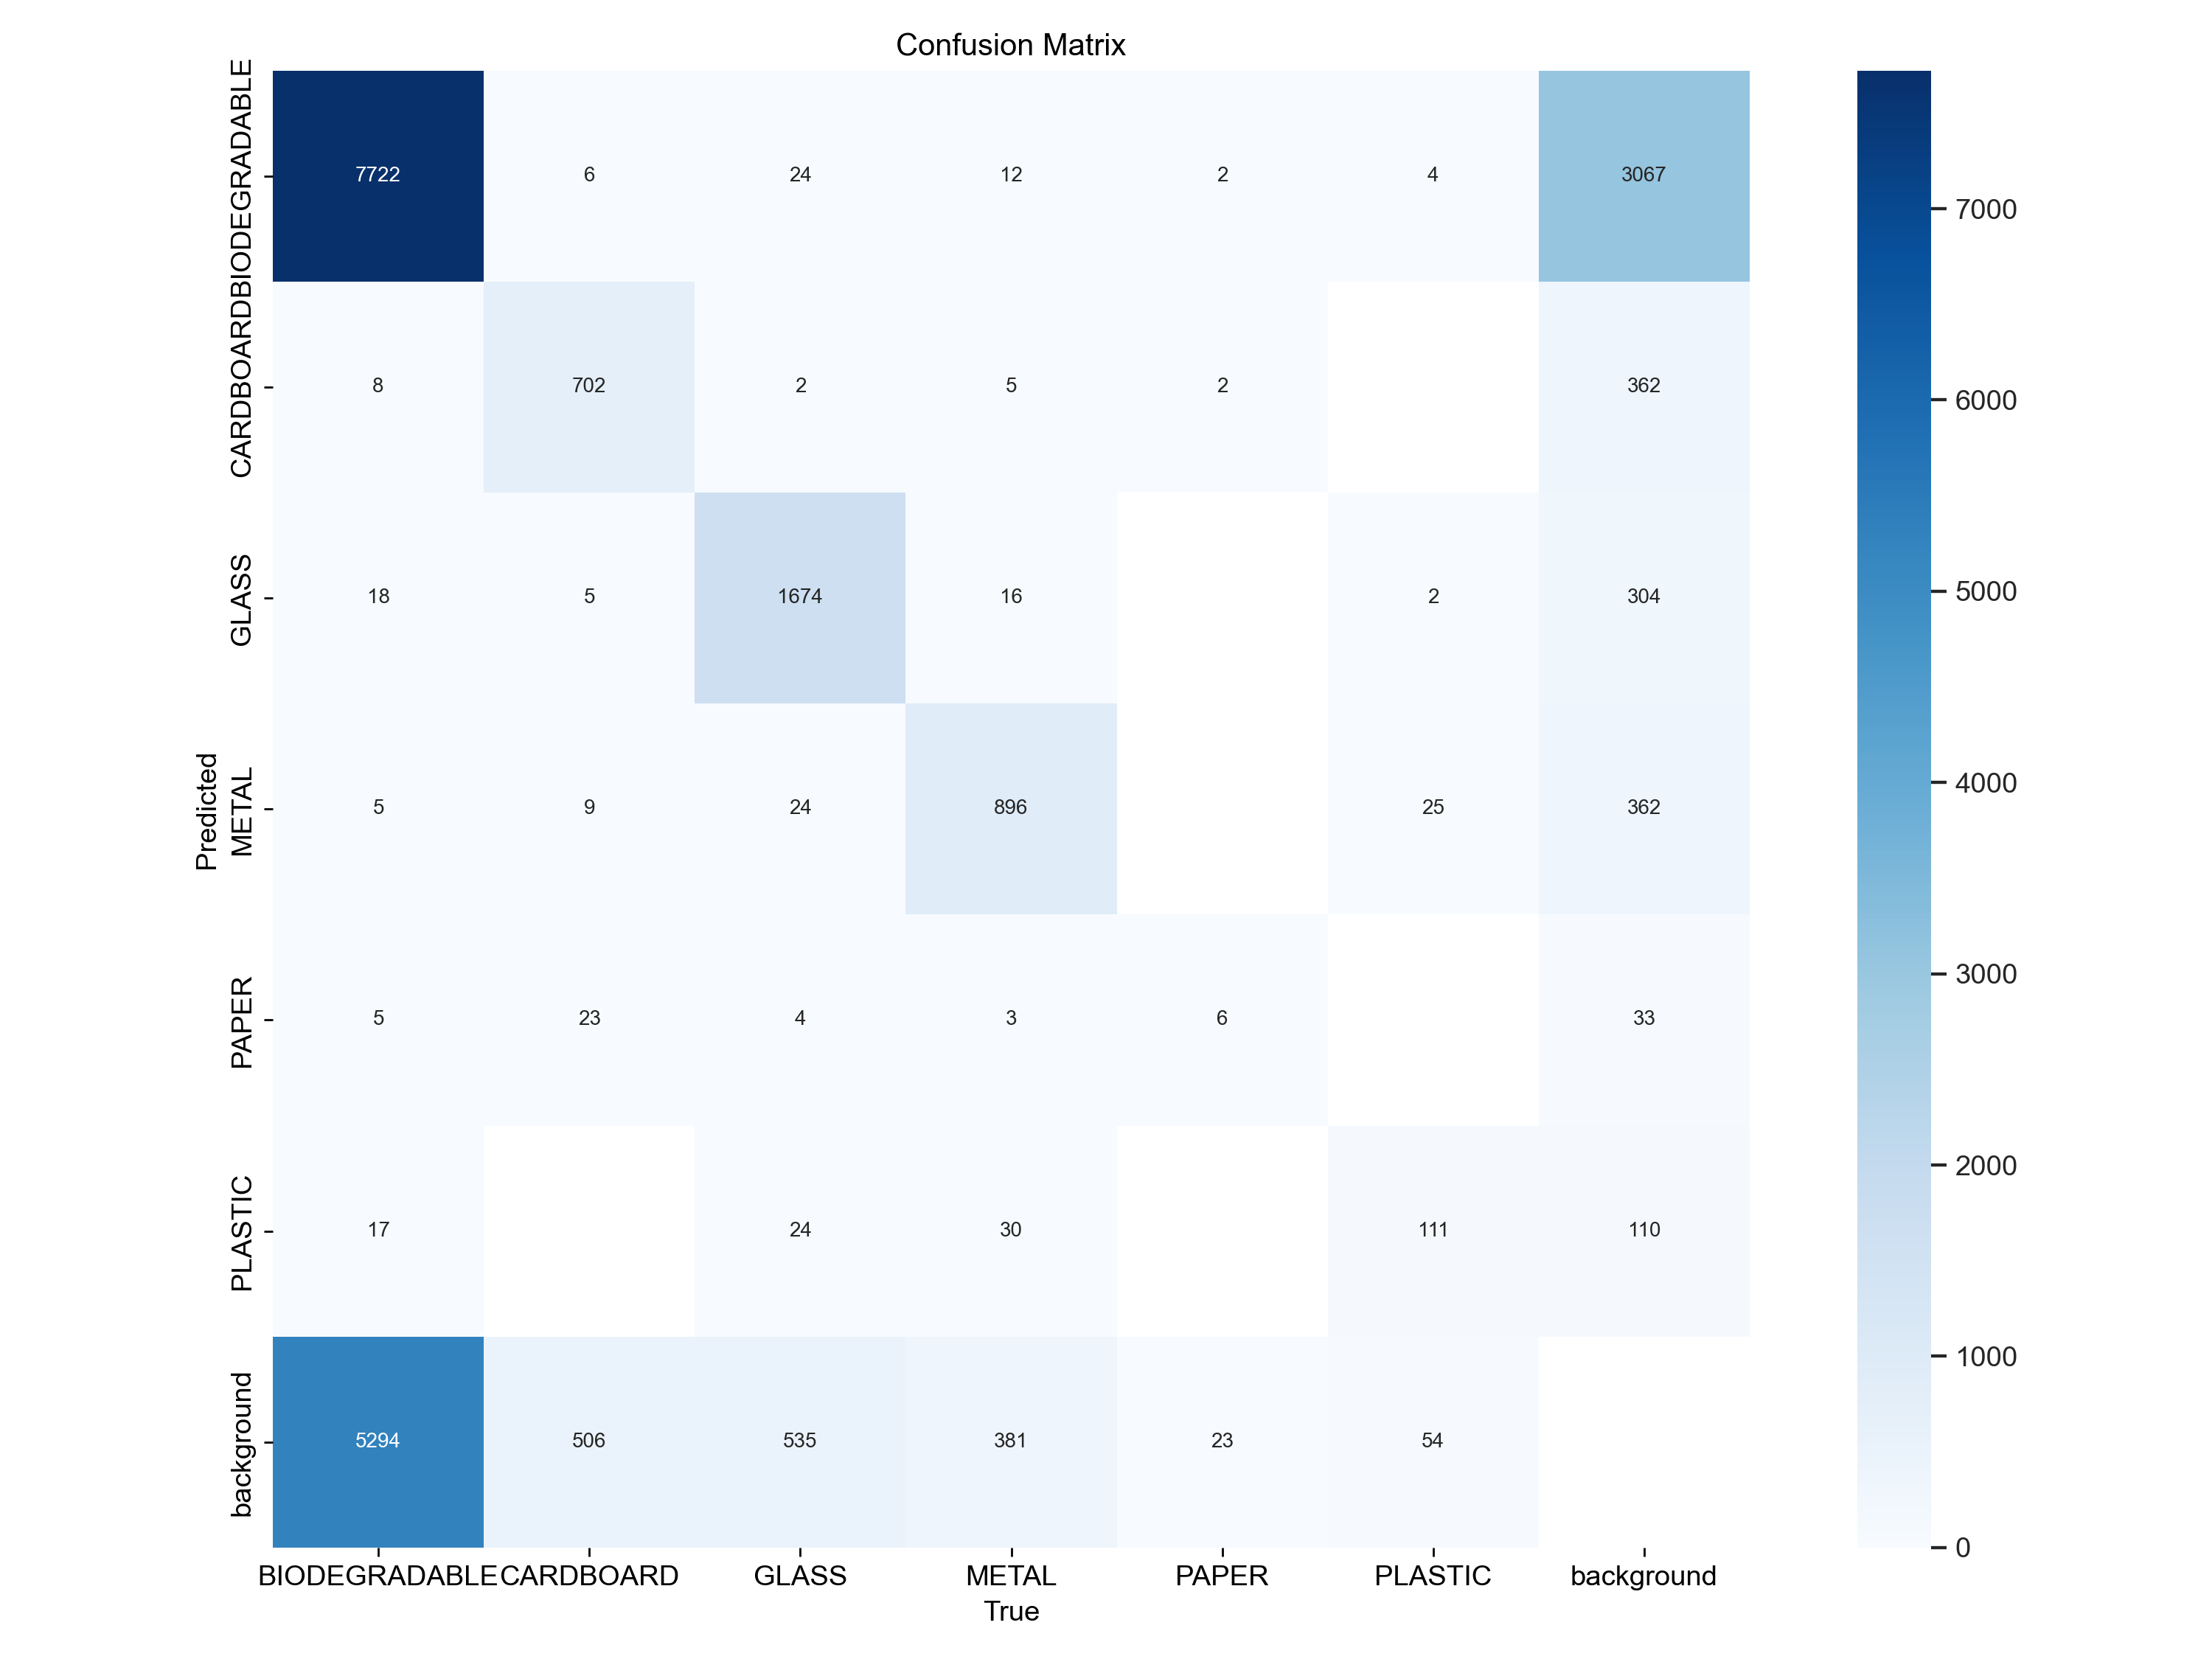 Confusion Matrix
BIODEGRADABLE 7722 6 24 12 2 4 3067
CARDBOARD 8 702 2 5 2 362
GLASS 18 5 1674 16 2 304
METAL 5 9 24 896 25 362
PAPER 5 23 4 3 6 33
PLASTIC 17 24 30 111 110
background 5294 506 535 381 23 54
Predicted
BIODEGRADABLE CARDBOARD GLASS METAL PAPER PLASTIC background
True
7000
6000
5000
4000
3000
2000
1000
0